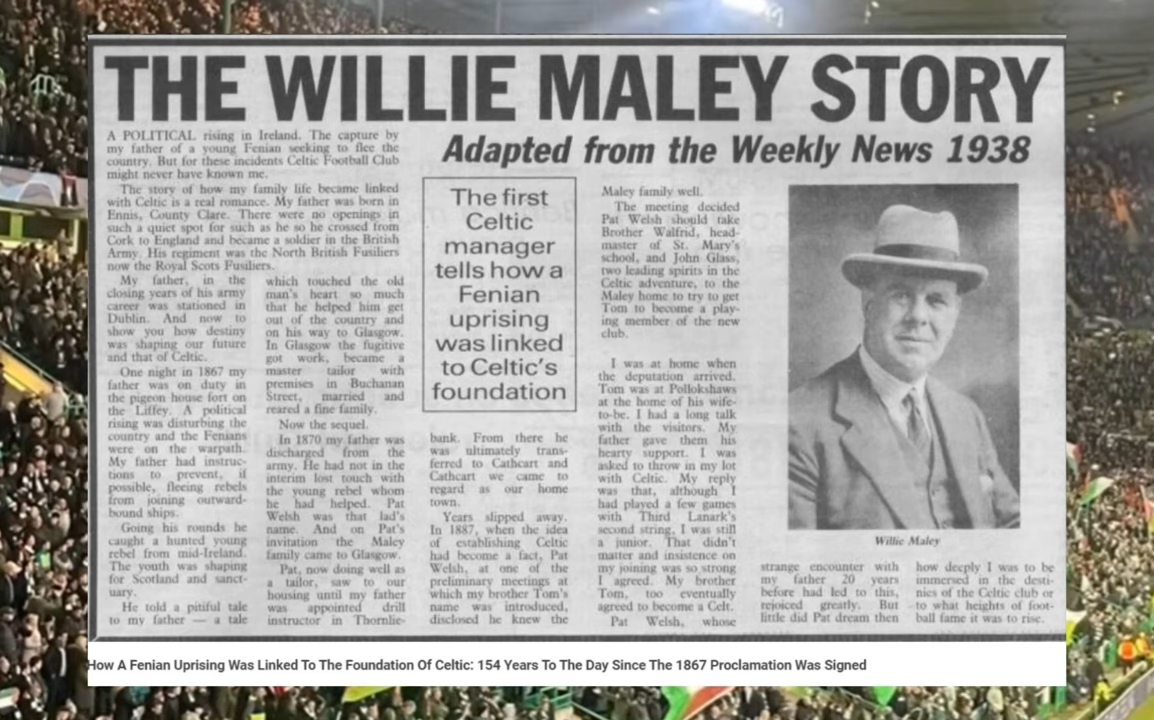 THE WILLIE MALEY STORY
Adapted from the Weekly News 1938
A POLITICAL rising in Ireland. The capture by
my father of a young Fenian seeking to flee the
country. But for these incidents Celtic Football Club
might never have known me.
The story of how my family life became linked
with Celtic is a real romance. My father was born in
Ennis, County Clare. There were no openings in
such a quiet spot for such as he so he crossed from
Cork to England and became a soldier in the British
Army. His regiment was the North British Fusiliers
now the Royal Scots Fusiliers.
My father, in the
closing years of his army
career was stationed in
Dublin. And now to
show you how destiny
was shaping our future
and that of Celtic.
One night in 1867 my
father was on duty in
the pigeon house fort on
the Liffey. A political
rising was disturbing the
country and the Fenians
were on the warpath.
My father had instruc-
tions to prevent, if
possible, fleeing rebels
from joining outward-
bound ships.
Going his rounds he
caught a hunted young
rebel from mid-Ireland.
The youth was shaping
for Scotland and sanct-
uary.
He told a pitiful tale
to my father — a tale
which touched the old
man's heart so much
that he helped him get
out of the country and
on his way to Glasgow.
In Glasgow the fugitive
got work, became a
master tailor with
premises in Buchanan
Street, married and
reared a fine family.
Now the sequel.
In 1870 my father was
discharged from the
army. He had not in the
interim lost touch with
the young rebel whom
he had helped. Pat
Welsh was that lad's
name. And on Pat's
invitation the Maley
family came to Glasgow.
Pat, now doing well as
a tailor, saw to our
housing until my father
was appointed drill
instructor in Thornlie-
The first
Celtic
manager
tells how a
Fenian
uprising
was linked
to Celtic's
foundation
bank. From there he
was ultimately trans-
ferred to Cathcart and
Cathcart we came to
regard as our home
town.
Years slipped away.
In 1887, when the idea
of establishing Celtic
had become a fact, Pat
Welsh, at one of the
preliminary meetings at
which my brother Tom's
name was introduced,
disclosed he knew the
Maley family well.
The meeting decided
Pat Welsh should take
Brother Walfrid, head-
master of St. Mary's
school, and John Glass,
two leading spirits in the
Celtic adventure, to the
Maley home to try to get
Tom to become a play-
ing member of the new
club.
I was at home when
the deputation arrived.
Tom was at Pollokshaws
at the home of his wife-
to-be. I had a long talk
with the visitors. My
father gave them his
hearty support. I was
asked to throw in my lot
with Celtic. My reply
was that, although I
had played a few games
with Third Lanark's
second string, I was still
a junior. That didn't
matter and insistence on
my joining was so strong
I agreed. My brother
Tom, too eventually
agreed to become a Celt.
Pat Welsh, whose
Willie Maley
strange encounter with
my father 20 years
before had led to this,
rejoiced greatly. But
little did Pat dream then
how deeply I was to be
immersed in the desti-
nies of the Celtic club or
to what heights of foot-
ball fame it was to rise.
How A Fenian Uprising Was Linked To The Foundation Of Celtic: 154 Years To The Day Since The 1867 Proclamation Was Signed